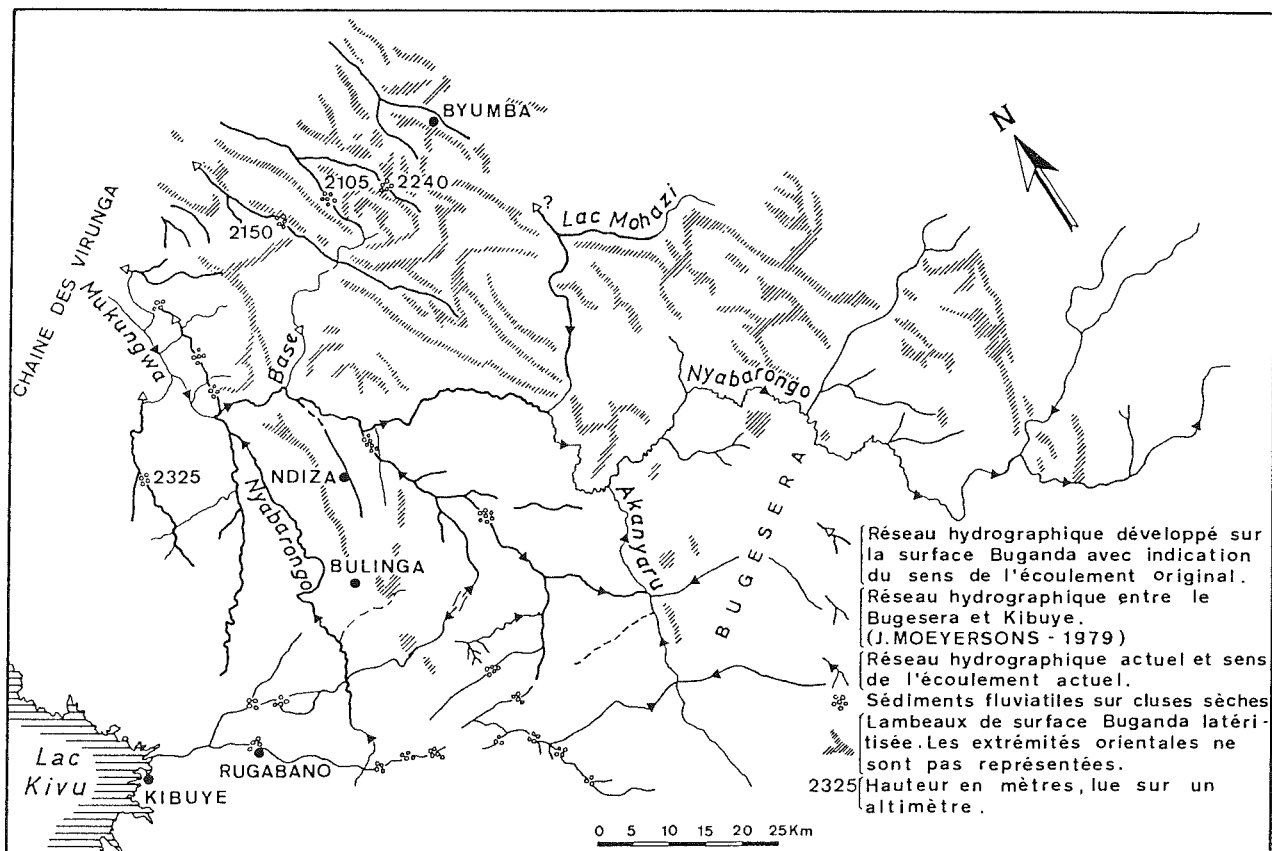 N
BYUMBA
2105
2240
?
Lac Mohazi
2150
CHAINE DES VIRUNGA
Mukungwa
Base
Nyabarongo
2325
NDIZA
Nyabarongo
Akanyaru
BUGESERA
BULINGA
RUGABANO
Lac
Kivu
KIBUYE
Réseau hydrographique développé sur
la surface Buganda avec indication
du sens de l'écoulement original.
Réseau hydrographique entre le
Bugesera et Kibuye.
(J.MOEYERSONS - 1979)
Réseau hydrographique actuel et sens
de l'écoulement actuel.
Sédiments fluviatiles sur cluses sèches
Lambeaux de surface Buganda latéri-
tisée. Les extrémités orientales ne
sont pas représentées.
2325 Hauteur en mètres, lue sur un
altimètre.
0 5 10 15 20 25Km